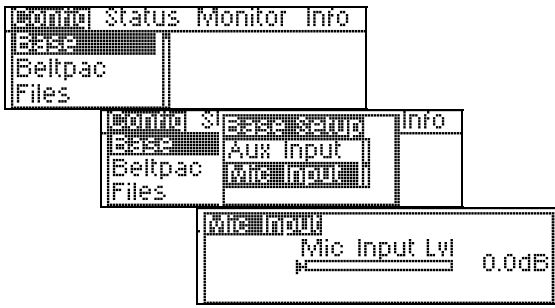 Config Status Monitor Info
Base
Beltpac
Files
Config St Base Setup Info
Base Aux Input
Beltpac Mic Input
Files
Mic Input
Mic Input Lvl
0.0dB